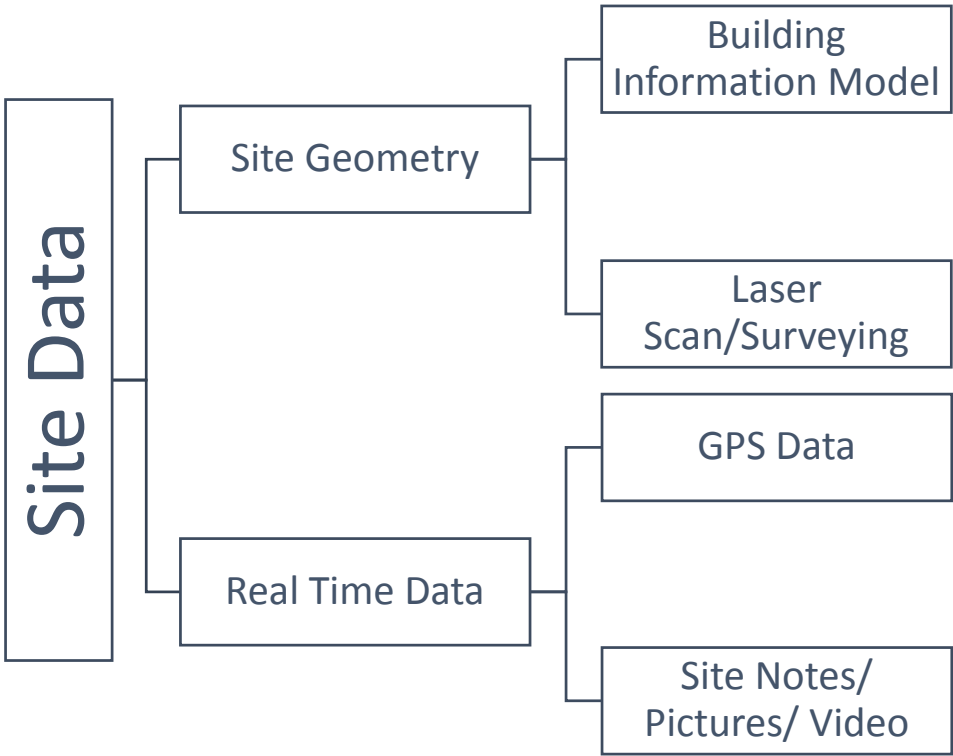 Site Data
Site Geometry
Building
Information Model
Laser
Scan/Surveying
Real Time Data
GPS Data
Site Notes/
Pictures/ Video